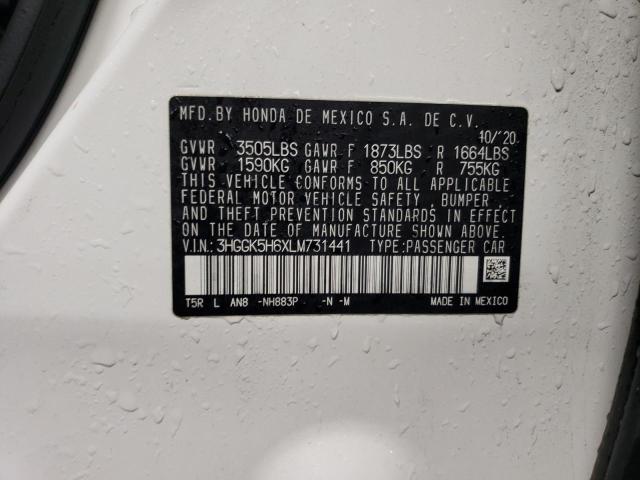 MFD. BY HONDA DE MEXICO S.A. DE C.V.
10/'20
GVWR 3505LBS GAWR F 1873LBS R 1664LBS
GVWR 1590KG GAWR F 850KG R 755KG
THIS VEHICLE CONFORMS TO ALL APPLICABLE
FEDERAL MOTOR VEHICLE SAFETY, BUMPER,
AND THEFT PREVENTION STANDARDS IN EFFECT
ON THE DATE OF MANUFACTURE SHOWN ABOVE.
V.I.N.: 3HGGK5H6XLM731441 TYPE: PASSENGER CAR
T5R L AN8 -NH883P -N -M MADE IN MEXICO